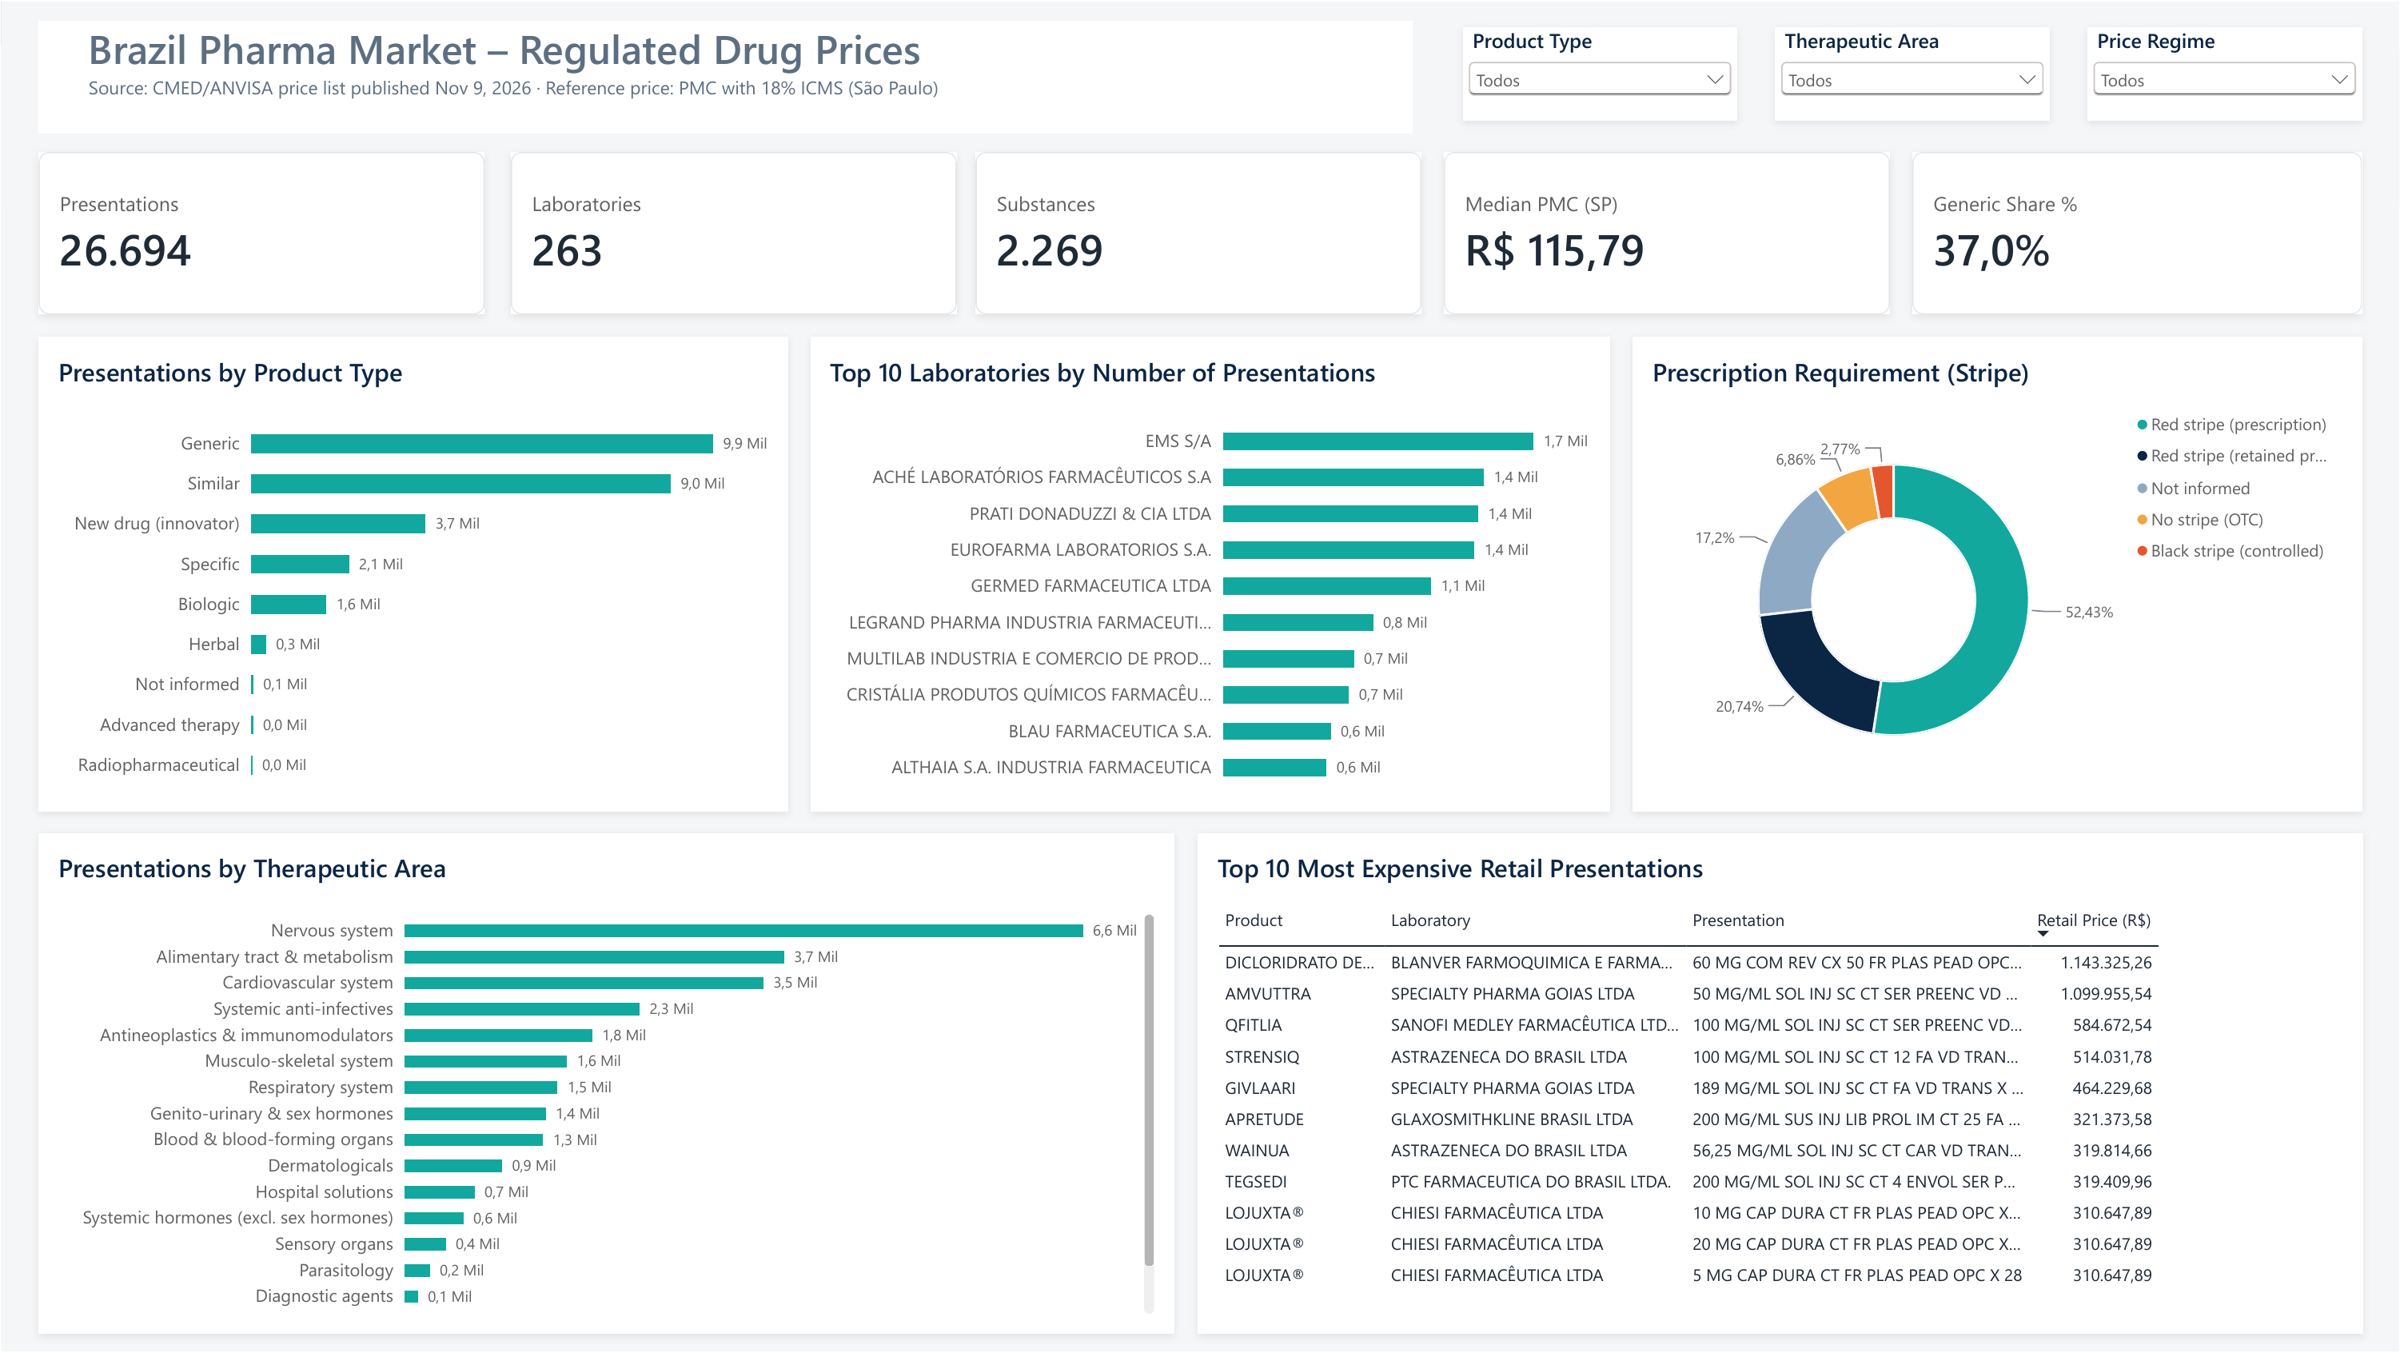 Brazil Pharma Market – Regulated Drug Prices
Source: CMED/ANVISA price list published Nov 9, 2026 · Reference price: PMC with 18% ICMS (São Paulo)
Product Type
Todos
Therapeutic Area
Todos
Price Regime
Todos
Presentations
26.694
Laboratories
263
Substances
2.269
Median PMC (SP)
R$ 115,79
Generic Share %
37,0%
Presentations by Product Type
Generic 9,9 Mil
Similar 9,0 Mil
New drug (innovator) 3,7 Mil
Specific 2,1 Mil
Biologic 1,6 Mil
Herbal 0,3 Mil
Not informed 0,1 Mil
Advanced therapy 0,0 Mil
Radiopharmaceutical 0,0 Mil
Top 10 Laboratories by Number of Presentations
EMS S/A 1,7 Mil
ACHÉ LABORATÓRIOS FARMACÊUTICOS S.A 1,4 Mil
PRATI DONADUZZI & CIA LTDA 1,4 Mil
EUROFARMA LABORATORIOS S.A. 1,4 Mil
GERMED FARMACEUTICA LTDA 1,1 Mil
LEGRAND PHARMA INDUSTRIA FARMACEUTI... 0,8 Mil
MULTILAB INDUSTRIA E COMERCIO DE PROD... 0,7 Mil
CRISTÁLIA PRODUTOS QUÍMICOS FARMACÊU... 0,7 Mil
BLAU FARMACEUTICA S.A. 0,6 Mil
ALTHAIA S.A. INDUSTRIA FARMACEUTICA 0,6 Mil
Prescription Requirement (Stripe)
2,77%
6,86%
17,2%
52,43%
20,74%
Red stripe (prescription)
Red stripe (retained pr...
Not informed
No stripe (OTC)
Black stripe (controlled)
Presentations by Therapeutic Area
Nervous system 6,6 Mil
Alimentary tract & metabolism 3,7 Mil
Cardiovascular system 3,5 Mil
Systemic anti-infectives 2,3 Mil
Antineoplastics & immunomodulators 1,8 Mil
Musculo-skeletal system 1,6 Mil
Respiratory system 1,5 Mil
Genito-urinary & sex hormones 1,4 Mil
Blood & blood-forming organs 1,3 Mil
Dermatologicals 0,9 Mil
Hospital solutions 0,7 Mil
Systemic hormones (excl. sex hormones) 0,6 Mil
Sensory organs 0,4 Mil
Parasitology 0,2 Mil
Diagnostic agents 0,1 Mil
Top 10 Most Expensive Retail Presentations
Product Laboratory Presentation Retail Price (R$)
DICLORIDRATO DE... BLANVER FARMOQUIMICA E FARMA... 60 MG COM REV CX 50 FR PLAS PEAD OPC... 1.143.325,26
AMVUTTRA SPECIALTY PHARMA GOIAS LTDA 50 MG/ML SOL INJ SC CT SER PREENC VD ... 1.099.955,54
QFITLIA SANOFI MEDLEY FARMACÊUTICA LTD... 100 MG/ML SOL INJ SC CT SER PREENC VD... 584.672,54
STRENSIQ ASTRAZENECA DO BRASIL LTDA 100 MG/ML SOL INJ SC CT 12 FA VD TRAN... 514.031,78
GIVLAARI SPECIALTY PHARMA GOIAS LTDA 189 MG/ML SOL INJ SC CT FA VD TRANS X ... 464.229,68
APRETUDE GLAXOSMITHKLINE BRASIL LTDA 200 MG/ML SUS INJ LIB PROL IM CT 25 FA ... 321.373,58
WAINUA ASTRAZENECA DO BRASIL LTDA 56,25 MG/ML SOL INJ SC CT CAR VD TRAN... 319.814,66
TEGSEDI PTC FARMACEUTICA DO BRASIL LTDA. 200 MG/ML SOL INJ SC CT 4 ENVOL SER P... 319.409,96
LOJUXTA® CHIESI FARMACÊUTICA LTDA 10 MG CAP DURA CT FR PLAS PEAD OPC X... 310.647,89
LOJUXTA® CHIESI FARMACÊUTICA LTDA 20 MG CAP DURA CT FR PLAS PEAD OPC X... 310.647,89
LOJUXTA® CHIESI FARMACÊUTICA LTDA 5 MG CAP DURA CT FR PLAS PEAD OPC X 28 310.647,89